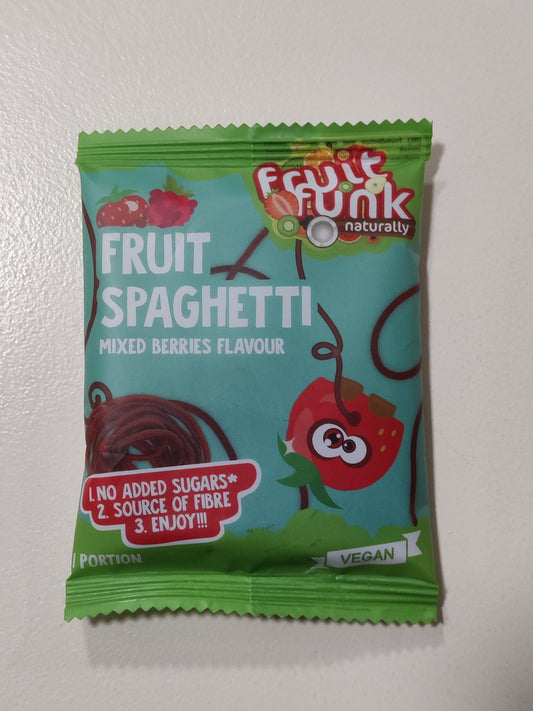 fruit
funk
naturally
FRUIT
SPAGHETTI
MIXED BERRIES FLAVOUR
1. NO ADDED SUGARS*
2. SOURCE OF FIBRE
3. ENJOY!!!
1 PORTION
VEGAN